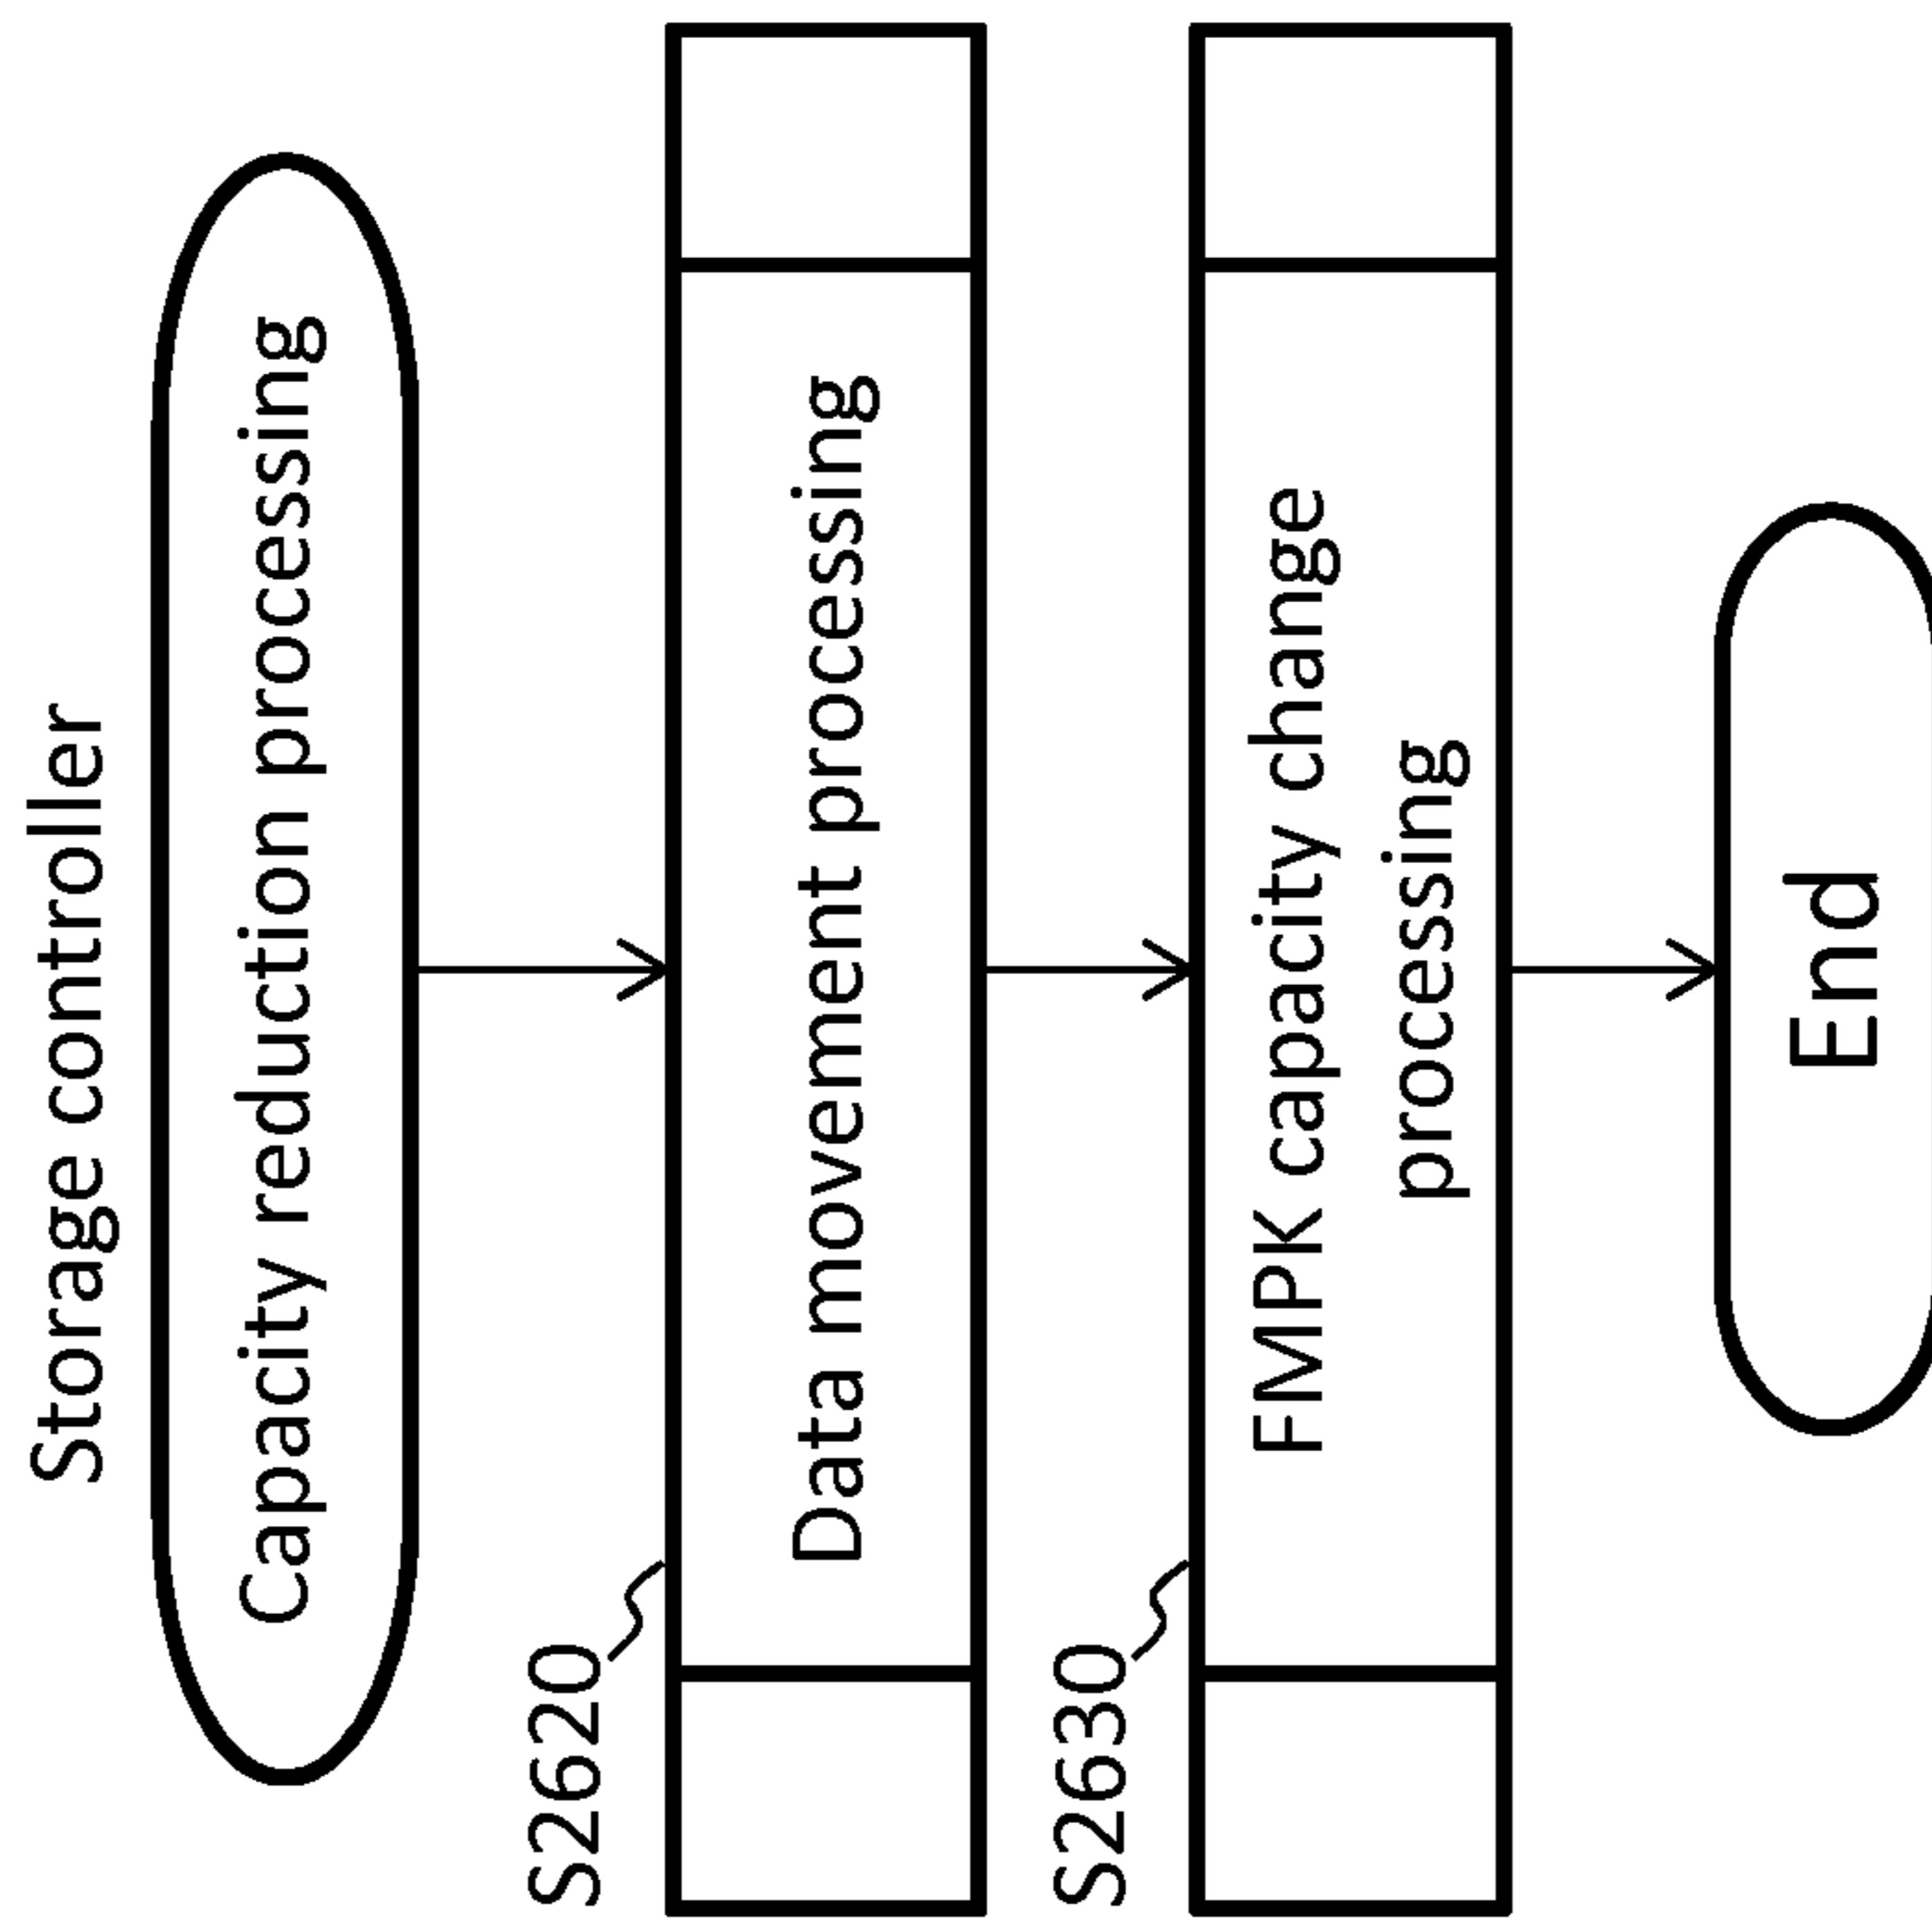 Storage controller
Capacity reduction processing
S2620
Data movement processing
S2630
FMPK capacity change
processing
End